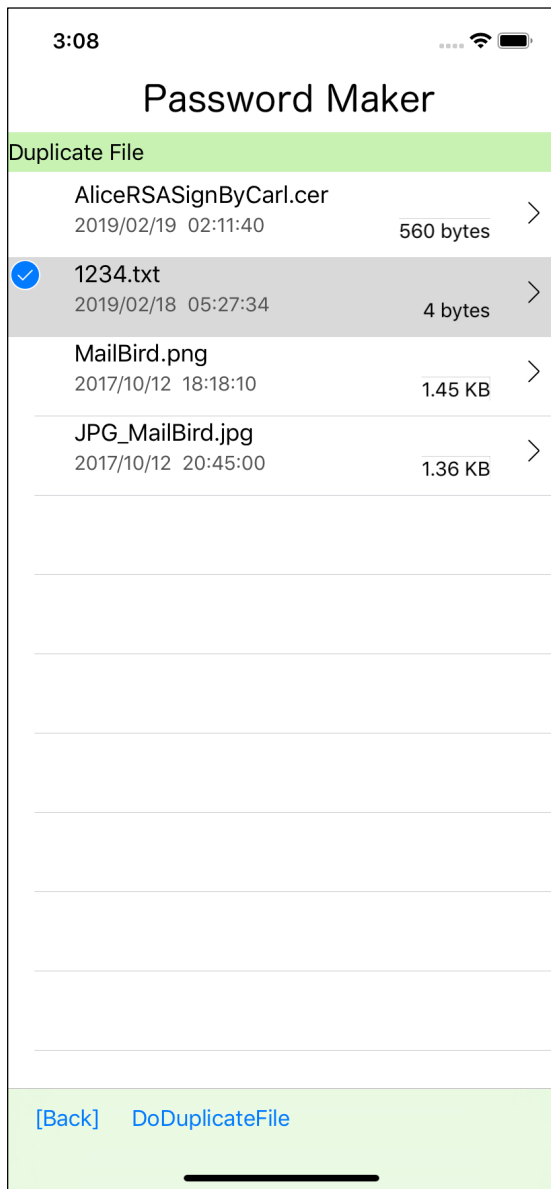 3:08
Password Maker
Duplicate File
AliceRSASignByCarl.cer
2019/02/19 02:11:40 560 bytes
1234.txt
2019/02/18 05:27:34 4 bytes
MailBird.png
2017/10/12 18:18:10 1.45 KB
JPG_MailBird.jpg
2017/10/12 20:45:00 1.36 KB
[Back] DoDuplicateFile